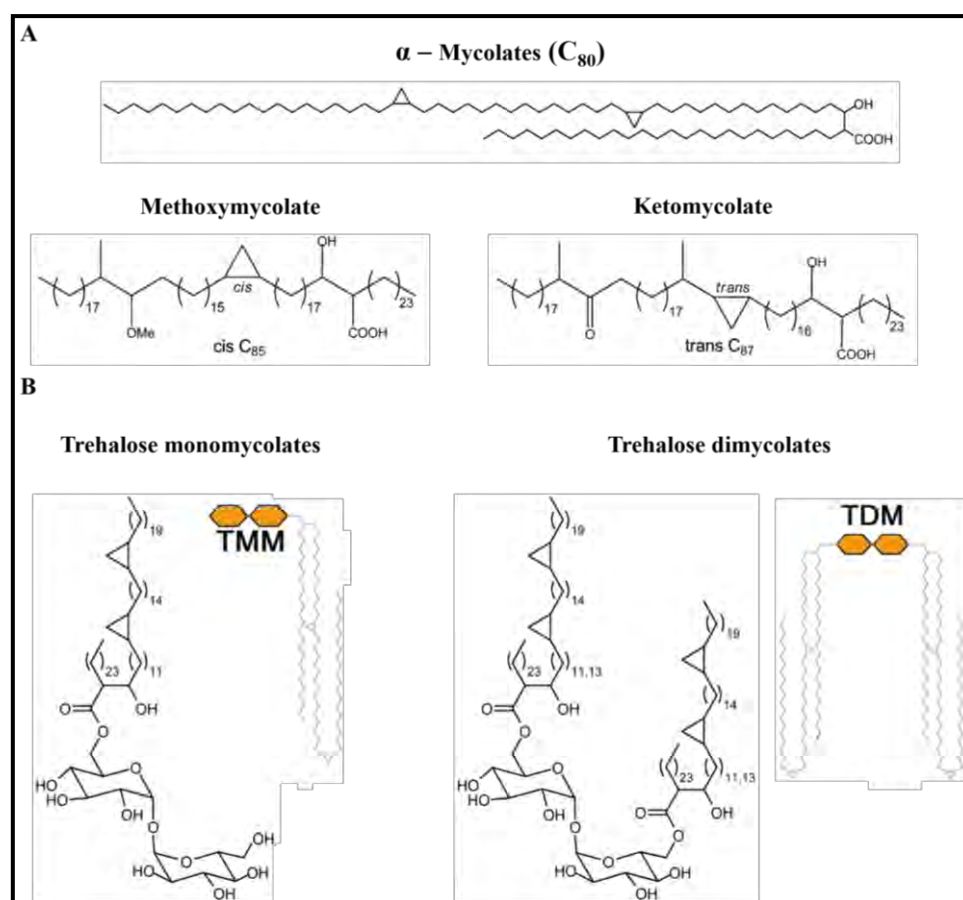 A
α – Mycolates (C80)
OH
COOH
Methoxymycolate
Ketomycolate
OH
cis
17
15
17
23
OMe
COOH
cis C85
OH
trans
17
17
16
23
O
COOH
trans C87
B
Trehalose monomycolates
Trehalose dimycolates
19
TMM
14
23
11
O
OH
O
HO
O
HO
HO
OH
O
OH
O
HO
OH
HO
19
14
19
23
11,13
14
O
OH
O
23
11,13
HO
O
HO
HO
O
OH
OH
O
O
O
HO
OH
HO
TDM